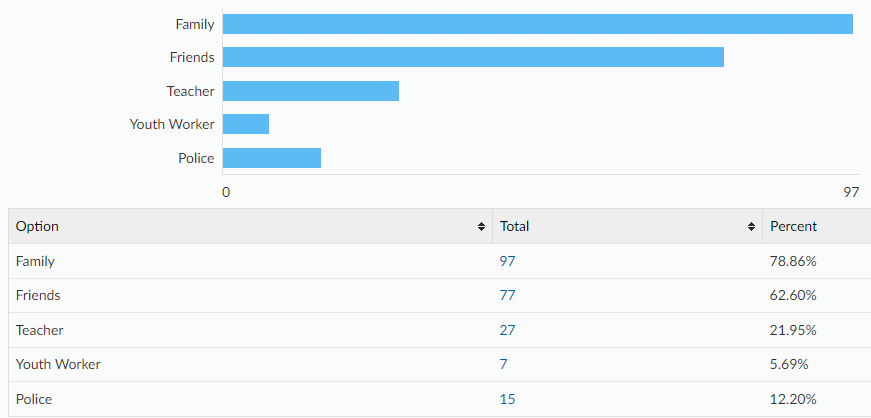 Family
Friends
Teacher
Youth Worker
Police
0 97
Option Total Percent
Family 97 78.86%
Friends 77 62.60%
Teacher 27 21.95%
Youth Worker 7 5.69%
Police 15 12.20%